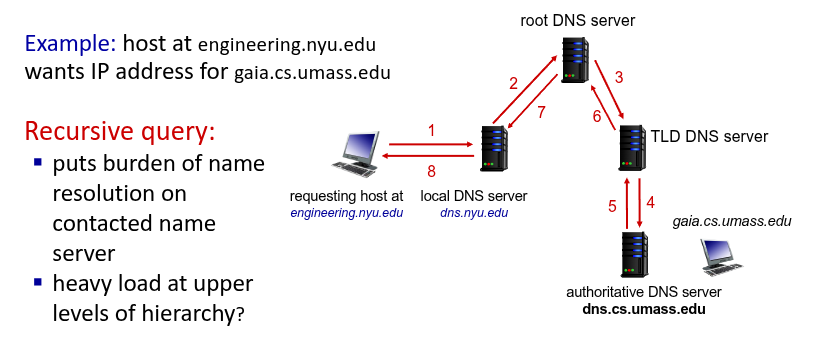 root DNS server
Example: host at engineering.nyu.edu
wants IP address for gaia.cs.umass.edu
2
3
7
Recursive query:
1
6
TLD DNS server
puts burden of name
resolution on
contacted name
server
8
requesting host at
engineering.nyu.edu
local DNS server
dns.nyu.edu
5
4
gaia.cs.umass.edu
heavy load at upper
levels of hierarchy?
authoritative DNS server
dns.cs.umass.edu